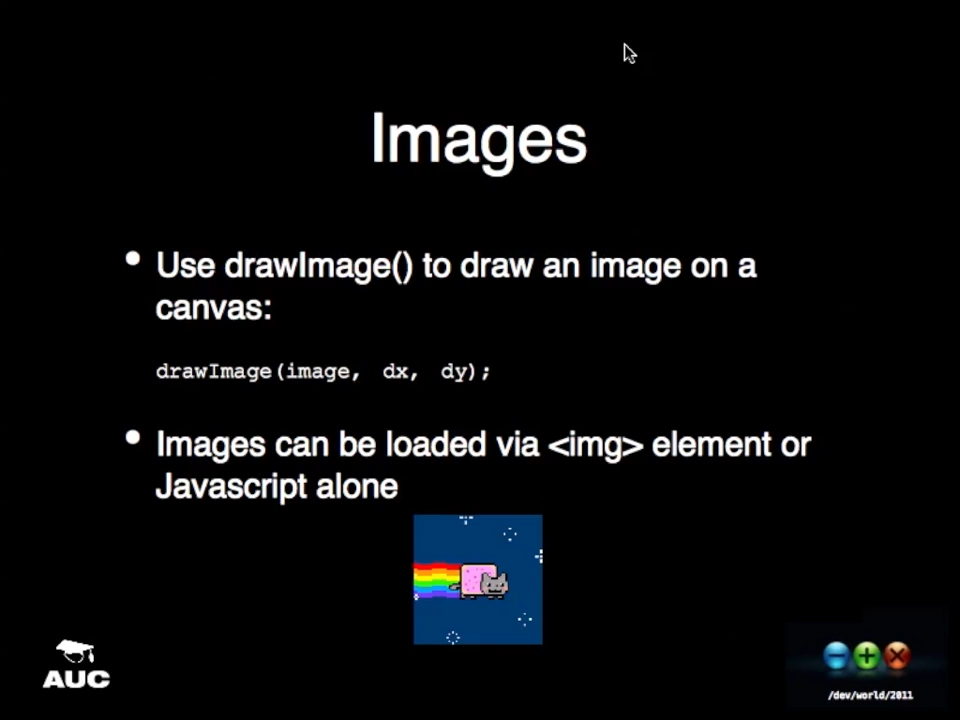 Images
• Use drawImage() to draw an image on a
canvas:
drawImage(image, dx, dy);
• Images can be loaded via <img> element or
Javascript alone
AUC
/dev/world/2011